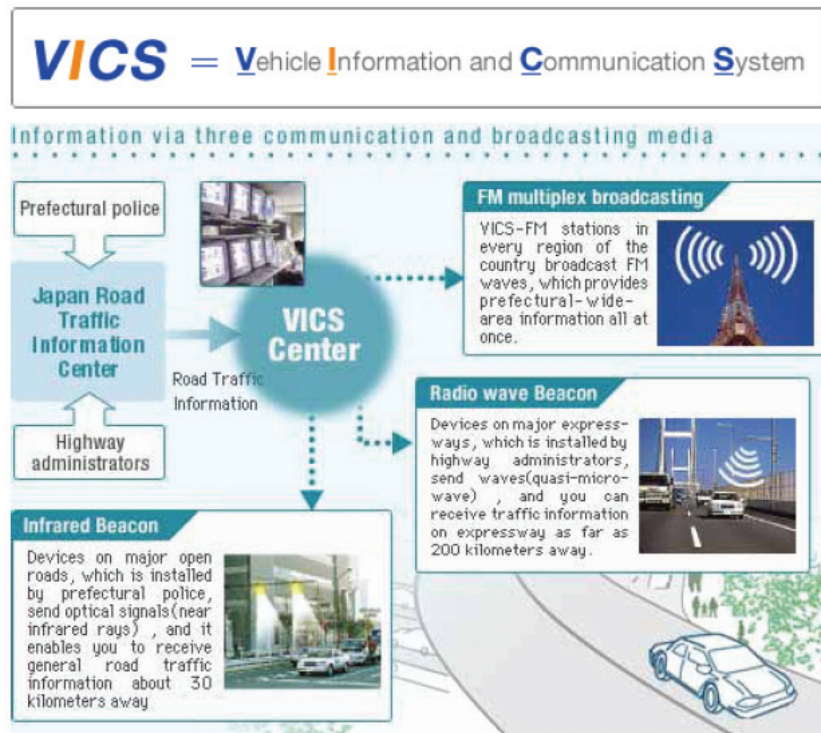 VICS = Vehicle Information and Communication System
Information via three communication and broadcasting media
Prefectural police
Japan Road
Traffic
Information
Center
Highway
administrators
Road Traffic
Information
VICS
Center
FM multiplex broadcasting
VICS-FM stations in
every region of the
country broadcast FM
waves, which provides
prefectural-wide-
area information all at
once.
Radio wave Beacon
Devices on major express-
ways, which is installed by
highway administrators,
send waves(quasi-micro-
wave) , and you can
receive traffic information
on expressway as far as
200 kilometers away.
Infrared Beacon
Devices on major open
roads, which is installed
by prefectural police,
send optical signals(near
infrared rays) , and it
enables you to receive
general road traffic
information about 30
kilometers away